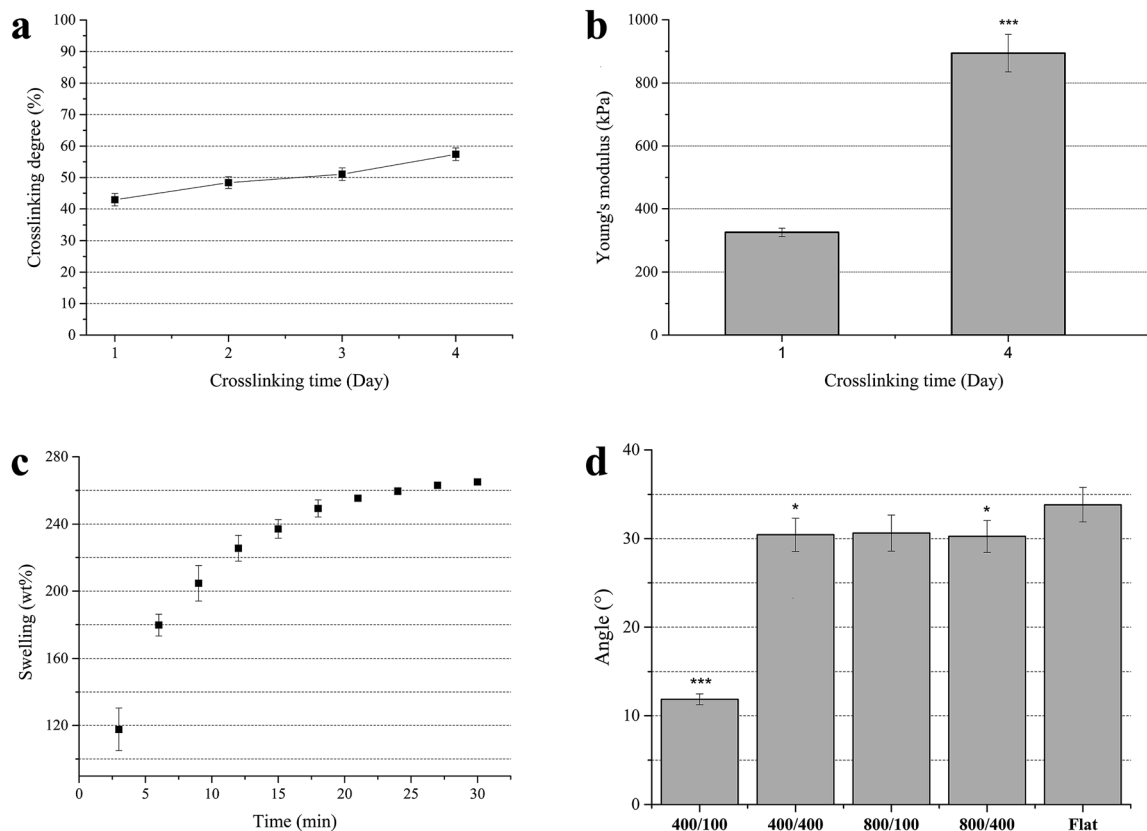 a
100
90
80
70
60
50
40
30
20
10
0
Crosslinking degree (%)
1 2 3 4
Crosslinking time (Day)
b
1000
800
600
400
200
0
Young's modulus (kPa)
***
1 4
Crosslinking time (Day)
c
280
240
200
160
120
Swelling (wt%)
5 10 15 20 25 30
Time (min)
d
40
30
20
10
0
Angle (°)
***
*
*
400/100 400/400 800/100 800/400 Flat